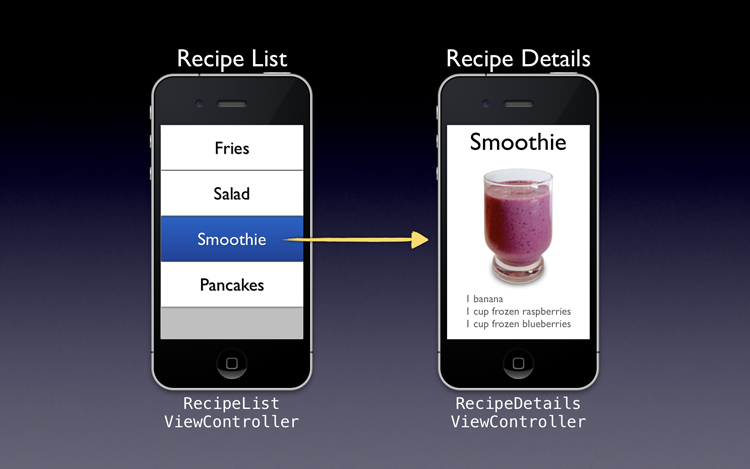 Recipe List
Fries
Salad
Smoothie
Pancakes
RecipeList
ViewController
Recipe Details
Smoothie
1 banana
1 cup frozen raspberries
1 cup frozen blueberries
RecipeDetails
ViewController